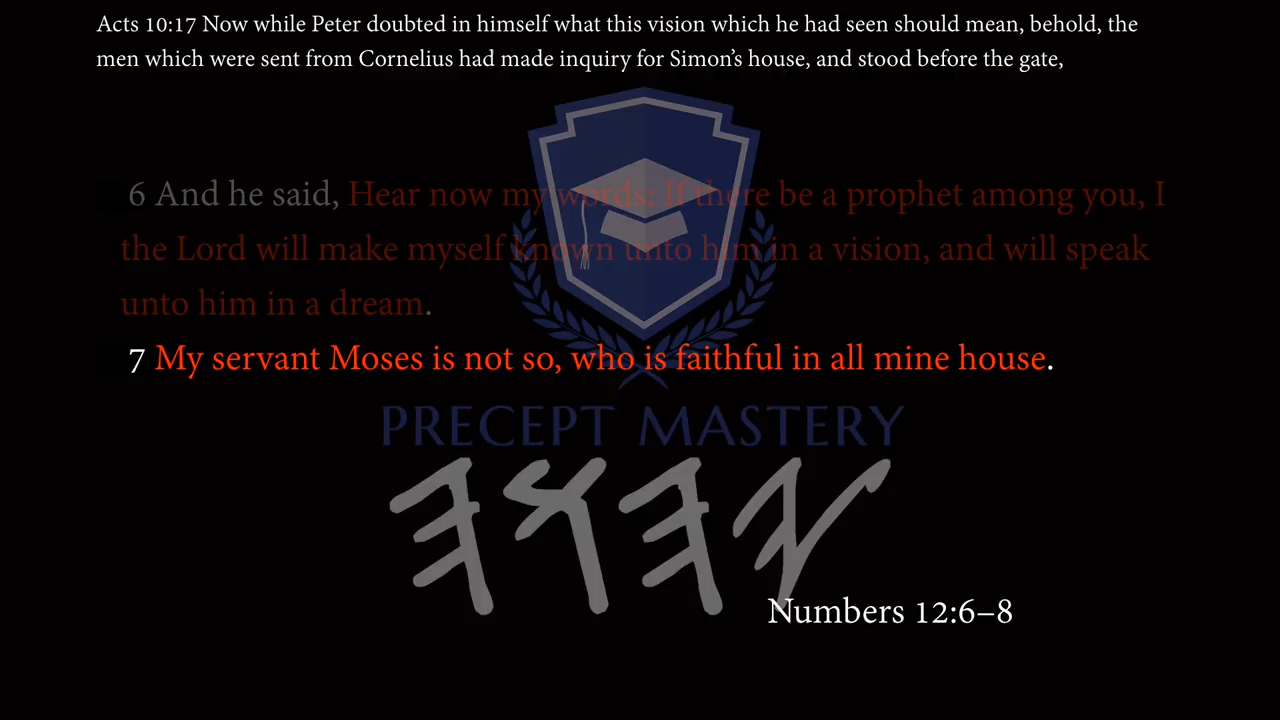 Acts 10:17 Now while Peter doubted in himself what this vision which he had seen should mean, behold, the
men which were sent from Cornelius had made inquiry for Simon’s house, and stood before the gate,
6 And he said, Hear now my words: If there be a prophet among you, I
the Lord will make myself known unto him in a vision, and will speak
unto him in a dream.
7 My servant Moses is not so, who is faithful in all mine house.
PRECEPT MASTERY
𐤉𐤄𐤅𐤄
Numbers 12:6–8